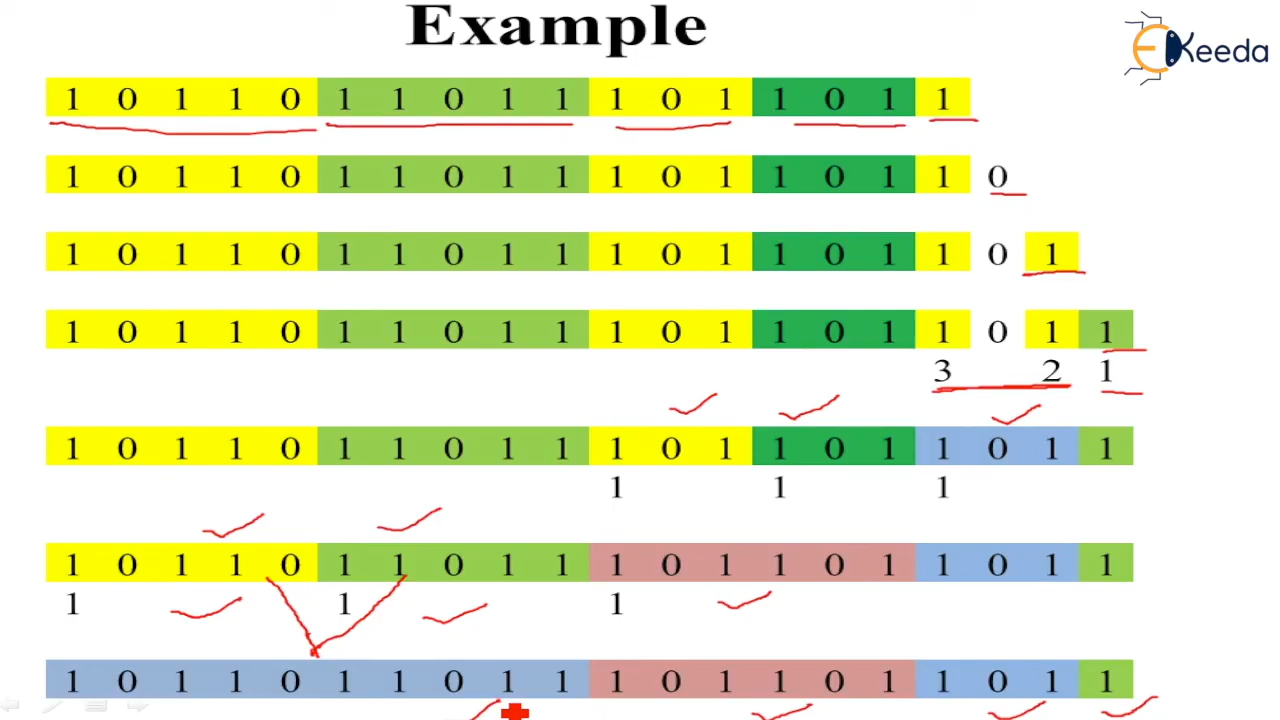 Example
EKeeda
1 0 1 1 0 1 1 0 1 1 1 0 1 1 0 1 1
1 0 1 1 0 1 1 0 1 1 1 0 1 1 0 1 1 0
1 0 1 1 0 1 1 0 1 1 1 0 1 1 0 1 1 0 1
1 0 1 1 0 1 1 0 1 1 1 0 1 1 0 1 1 0 1 1
3 2 1
1 0 1 1 0 1 1 0 1 1 1 0 1 1 0 1 1 0 1 1
1 1 1
1 0 1 1 0 1 1 0 1 1 1 0 1 1 0 1 1 0 1 1
1 1 1
1 0 1 1 0 1 1 0 1 1 1 0 1 1 0 1 1 0 1 1